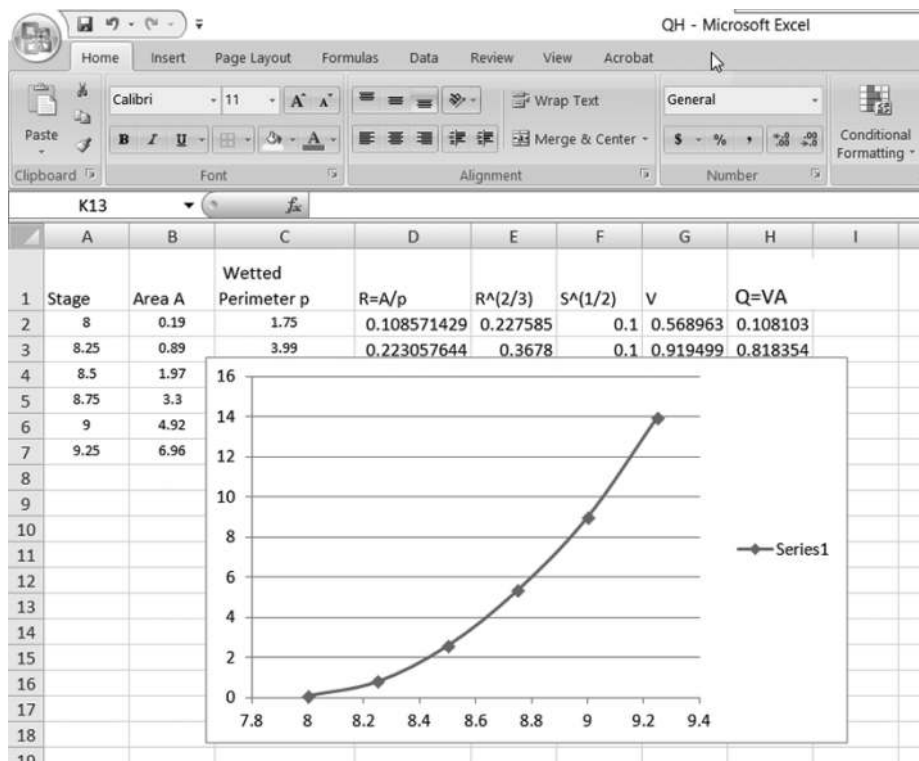 QH - Microsoft Excel
Home Insert Page Layout Formulas Data Review View Acrobat
Calibri 11 A A Wrap Text General
Paste B I U A Merge & Center $ % , .00 .00 Conditional Formatting
Clipboard Font Alignment Number
K13 fx
A B C D E F G H I
1 Stage Area A Wetted Perimeter p R=A/p R^(2/3) S^(1/2) V Q=VA
2 8 0.19 1.75 0.108571429 0.227585 0.1 0.568963 0.108103
3 8.25 0.89 3.99 0.223057644 0.3678 0.1 0.919499 0.818354
4 8.5 1.97
5 8.75 3.3
6 9 4.92
7 9.25 6.96
8
9
10
11
12
13
14
15
16
17
18
19
16
14
12
10
8
6
4
2
0
7.8 8 8.2 8.4 8.6 8.8 9 9.2 9.4
Series1